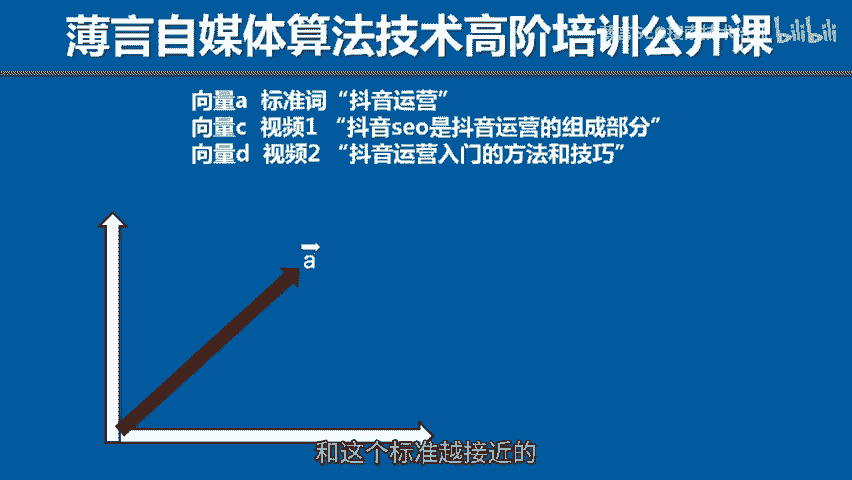 薄言自媒体算法技术高阶培训公开课
bilibili
向量a 标准词“抖音运营”
向量c 视频1 “抖音seo是抖音运营的组成部分”
向量d 视频2 “抖音运营入门的方法和技巧”
a
和这个标准越接近的